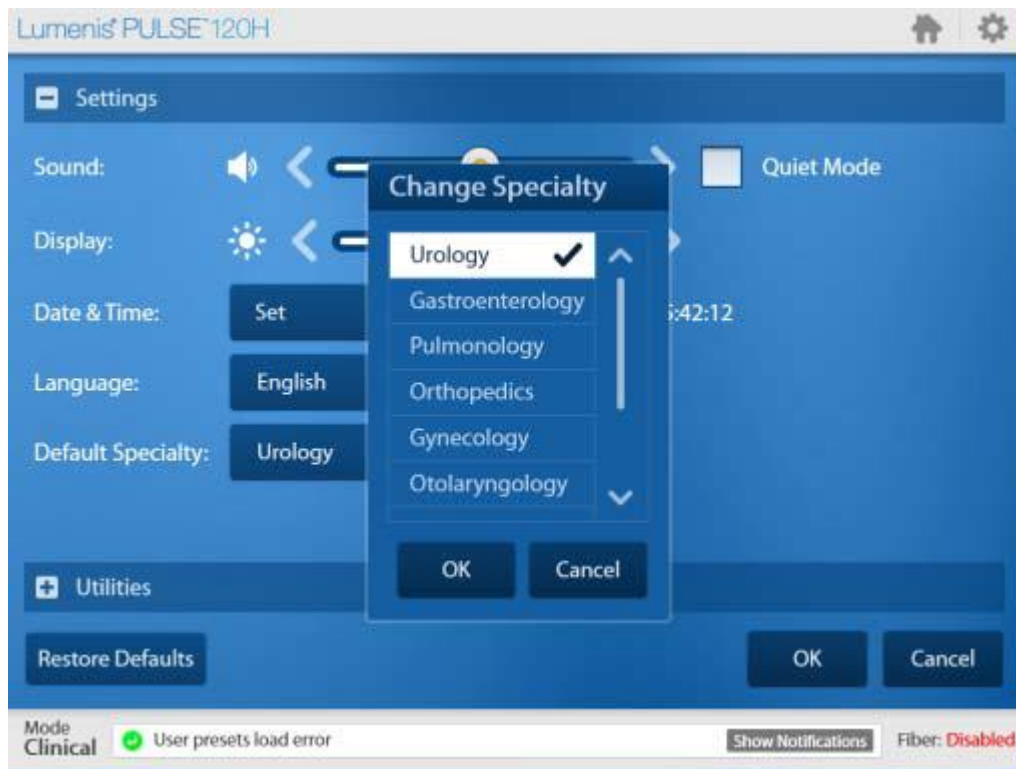 Lumenis® PULSE™ 120H
Settings
Sound:
Quiet Mode
Change Specialty
Display:
Urology
Gastroenterology
Date & Time:
Set
:42:12
Pulmonology
Language:
English
Orthopedics
Default Specialty:
Urology
Gynecology
Otolaryngology
OK
Cancel
Utilities
Restore Defaults
OK
Cancel
Mode
Clinical
User presets load error
Show Notifications
Fiber: Disabled